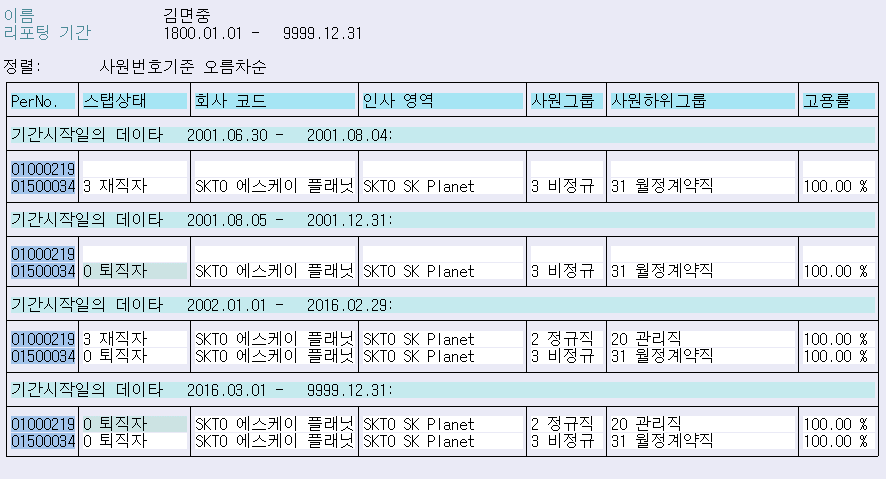 이름 김면중
리포팅 기간 1800.01.01 - 9999.12.31
정렬: 사원번호기준 오름차순
PerNo. 스탭상태 회사 코드 인사 영역 사원그룹 사원하위그룹 고용률
기간시작일의 데이타 2001.06.30 - 2001.08.04:
01000219
01500034 3 재직자 SKT0 에스케이 플래닛 SKT0 SK Planet 3 비정규 31 월정계약직 100.00 %
기간시작일의 데이타 2001.08.05 - 2001.12.31:
01000219
01500034 0 퇴직자 SKT0 에스케이 플래닛 SKT0 SK Planet 3 비정규 31 월정계약직 100.00 %
기간시작일의 데이타 2002.01.01 - 2016.02.29:
01000219 3 재직자 SKT0 에스케이 플래닛 SKT0 SK Planet 2 정규직 20 관리직 100.00 %
01500034 0 퇴직자 SKT0 에스케이 플래닛 SKT0 SK Planet 3 비정규 31 월정계약직 100.00 %
기간시작일의 데이타 2016.03.01 - 9999.12.31:
01000219 0 퇴직자 SKT0 에스케이 플래닛 SKT0 SK Planet 2 정규직 20 관리직 100.00 %
01500034 0 퇴직자 SKT0 에스케이 플래닛 SKT0 SK Planet 3 비정규 31 월정계약직 100.00 %